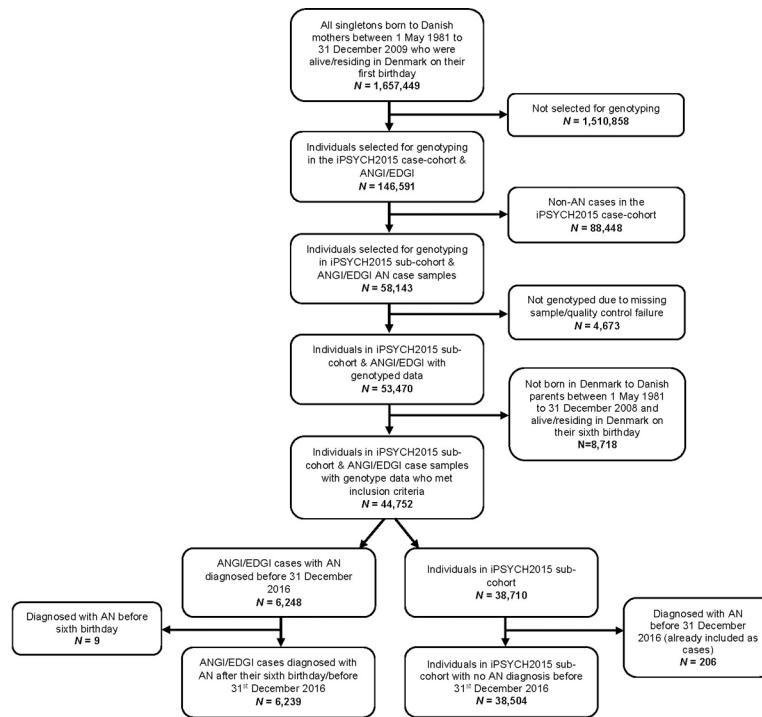 All singletons born to Danish
mothers between 1 May 1981 to
31 December 2009 who were
alive/residing in Denmark on their
first birthday
N = 1,657,449
Not selected for genotyping
N = 1,510,858
Individuals selected for genotyping
in the iPSYCH2015 case-cohort &
ANGI/EDGI
N = 146,591
Non-AN cases in the
iPSYCH2015 case-cohort
N = 88,448
Individuals selected for genotyping
in iPSYCH2015 sub-cohort &
ANGI/EDGI AN case samples
N = 58,143
Not genotyped due to missing
sample/quality control failure
N = 4,673
Individuals in iPSYCH2015 sub-
cohort & ANGI/EDGI with
genotyped data
N = 53,470
Not born in Denmark to Danish
parents between 1 May 1981
to 31 December 2008 and
alive/residing in Denmark on
their sixth birthday
N=8,718
Individuals in iPSYCH2015 sub-
cohort & ANGI/EDGI case samples
with genotype data who met
inclusion criteria
N = 44,752
ANGI/EDGI cases with AN
diagnosed before 31 December
2016
N = 6,248
Individuals in iPSYCH2015 sub-
cohort
N = 38,710
Diagnosed with AN before
sixth birthday
N = 9
Diagnosed with AN
before 31 December
2016 (already included as
cases)
N = 206
ANGI/EDGI cases diagnosed with
AN after their sixth birthday/before
31st December 2016
N = 6,239
Individuals in iPSYCH2015 sub-
cohort with no AN diagnosis before
31st December 2016
N = 38,504